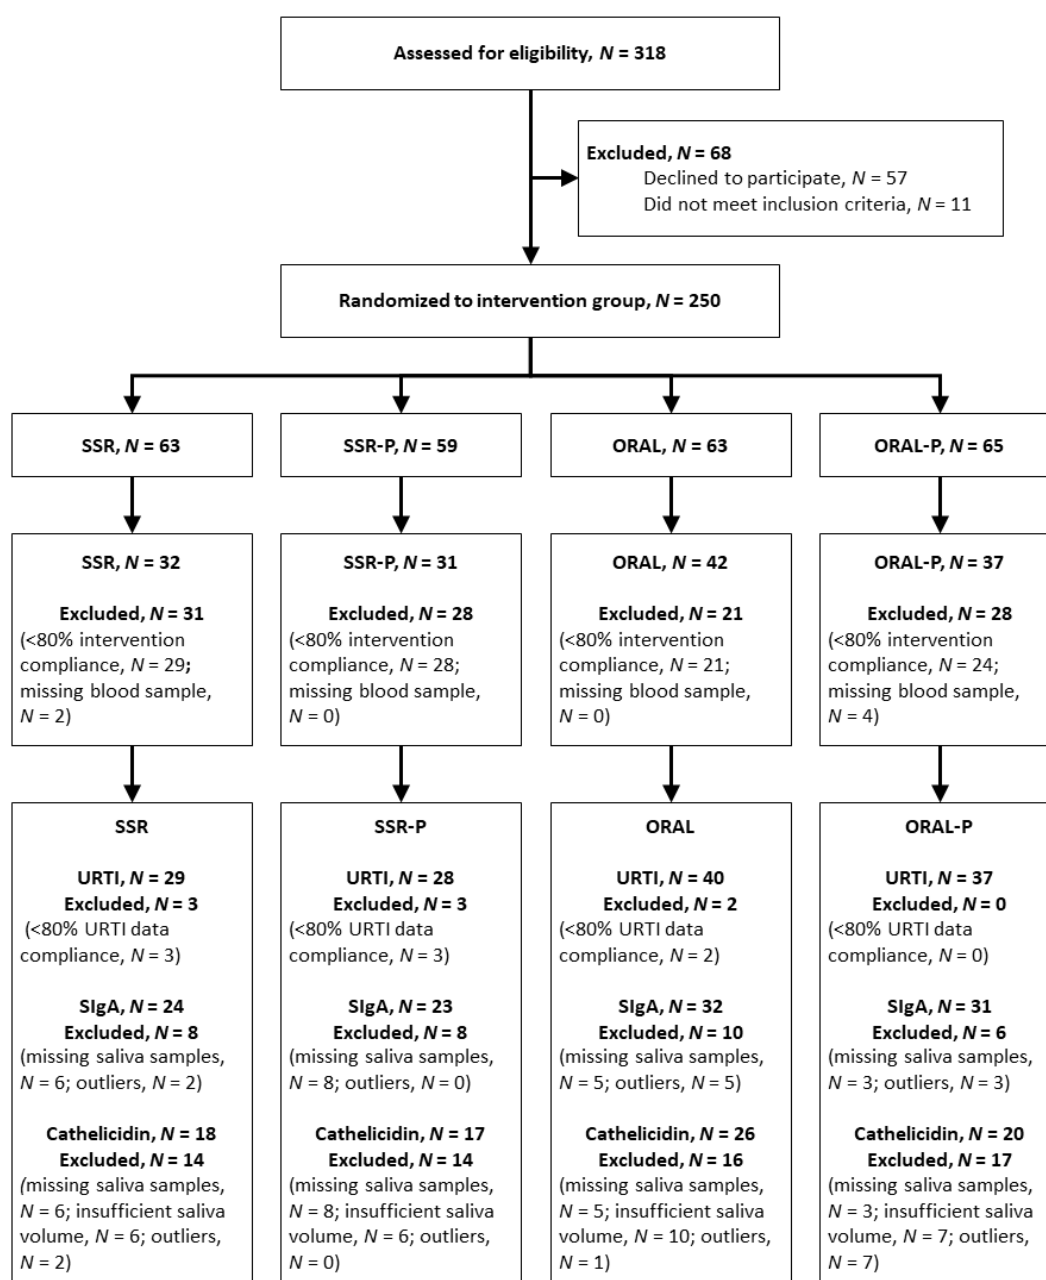 Assessed for eligibility, N = 318
Excluded, N = 68
Declined to participate, N = 57
Did not meet inclusion criteria, N = 11
Randomized to intervention group, N = 250
SSR, N = 63
SSR-P, N = 59
ORAL, N = 63
ORAL-P, N = 65
SSR, N = 32
Excluded, N = 31
(<80% intervention
compliance, N = 29;
missing blood sample,
N = 2)
SSR-P, N = 31
Excluded, N = 28
(<80% intervention
compliance, N = 28;
missing blood sample,
N = 0)
ORAL, N = 42
Excluded, N = 21
(<80% intervention
compliance, N = 21;
missing blood sample,
N = 0)
ORAL-P, N = 37
Excluded, N = 28
(<80% intervention
compliance, N = 24;
missing blood sample,
N = 4)
SSR
URTI, N = 29
Excluded, N = 3
(<80% URTI data
compliance, N = 3)
SIgA, N = 24
Excluded, N = 8
(missing saliva samples,
N = 6; outliers, N = 2)
Cathelicidin, N = 18
Excluded, N = 14
(missing saliva samples,
N = 6; insufficient saliva
volume, N = 6; outliers,
N = 2)
SSR-P
URTI, N = 28
Excluded, N = 3
(<80% URTI data
compliance, N = 3)
SIgA, N = 23
Excluded, N = 8
(missing saliva samples,
N = 8; outliers, N = 0)
Cathelicidin, N = 17
Excluded, N = 14
(missing saliva samples,
N = 8; insufficient saliva
volume, N = 6; outliers,
N = 0)
ORAL
URTI, N = 40
Excluded, N = 2
(<80% URTI data
compliance, N = 2)
SIgA, N = 32
Excluded, N = 10
(missing saliva samples,
N = 5; outliers, N = 5)
Cathelicidin, N = 26
Excluded, N = 16
(missing saliva samples,
N = 5; insufficient saliva
volume, N = 10; outliers,
N = 1)
ORAL-P
URTI, N = 37
Excluded, N = 0
(<80% URTI data
compliance, N = 0)
SIgA, N = 31
Excluded, N = 6
(missing saliva samples,
N = 3; outliers, N = 3)
Cathelicidin, N = 20
Excluded, N = 17
(missing saliva samples,
N = 3; insufficient saliva
volume, N = 7; outliers,
N = 7)